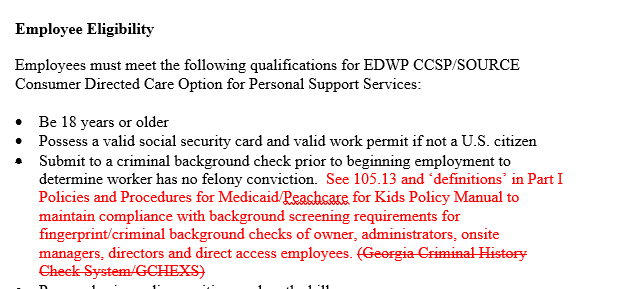 Employee Eligibility
Employees must meet the following qualifications for EDWP CCSP/SOURCE
Consumer Directed Care Option for Personal Support Services:
• Be 18 years or older
• Possess a valid social security card and valid work permit if not a U.S. citizen
• Submit to a criminal background check prior to beginning employment to
determine worker has no felony conviction. See 105.13 and ‘definitions’ in Part I
Policies and Procedures for Medicaid/Peachcare for Kids Policy Manual to
maintain compliance with background screening requirements for
fingerprint/criminal background checks of owner, administrators, onsite
managers, directors and direct access employees. (Georgia Criminal History
Check System/GCHEXS)